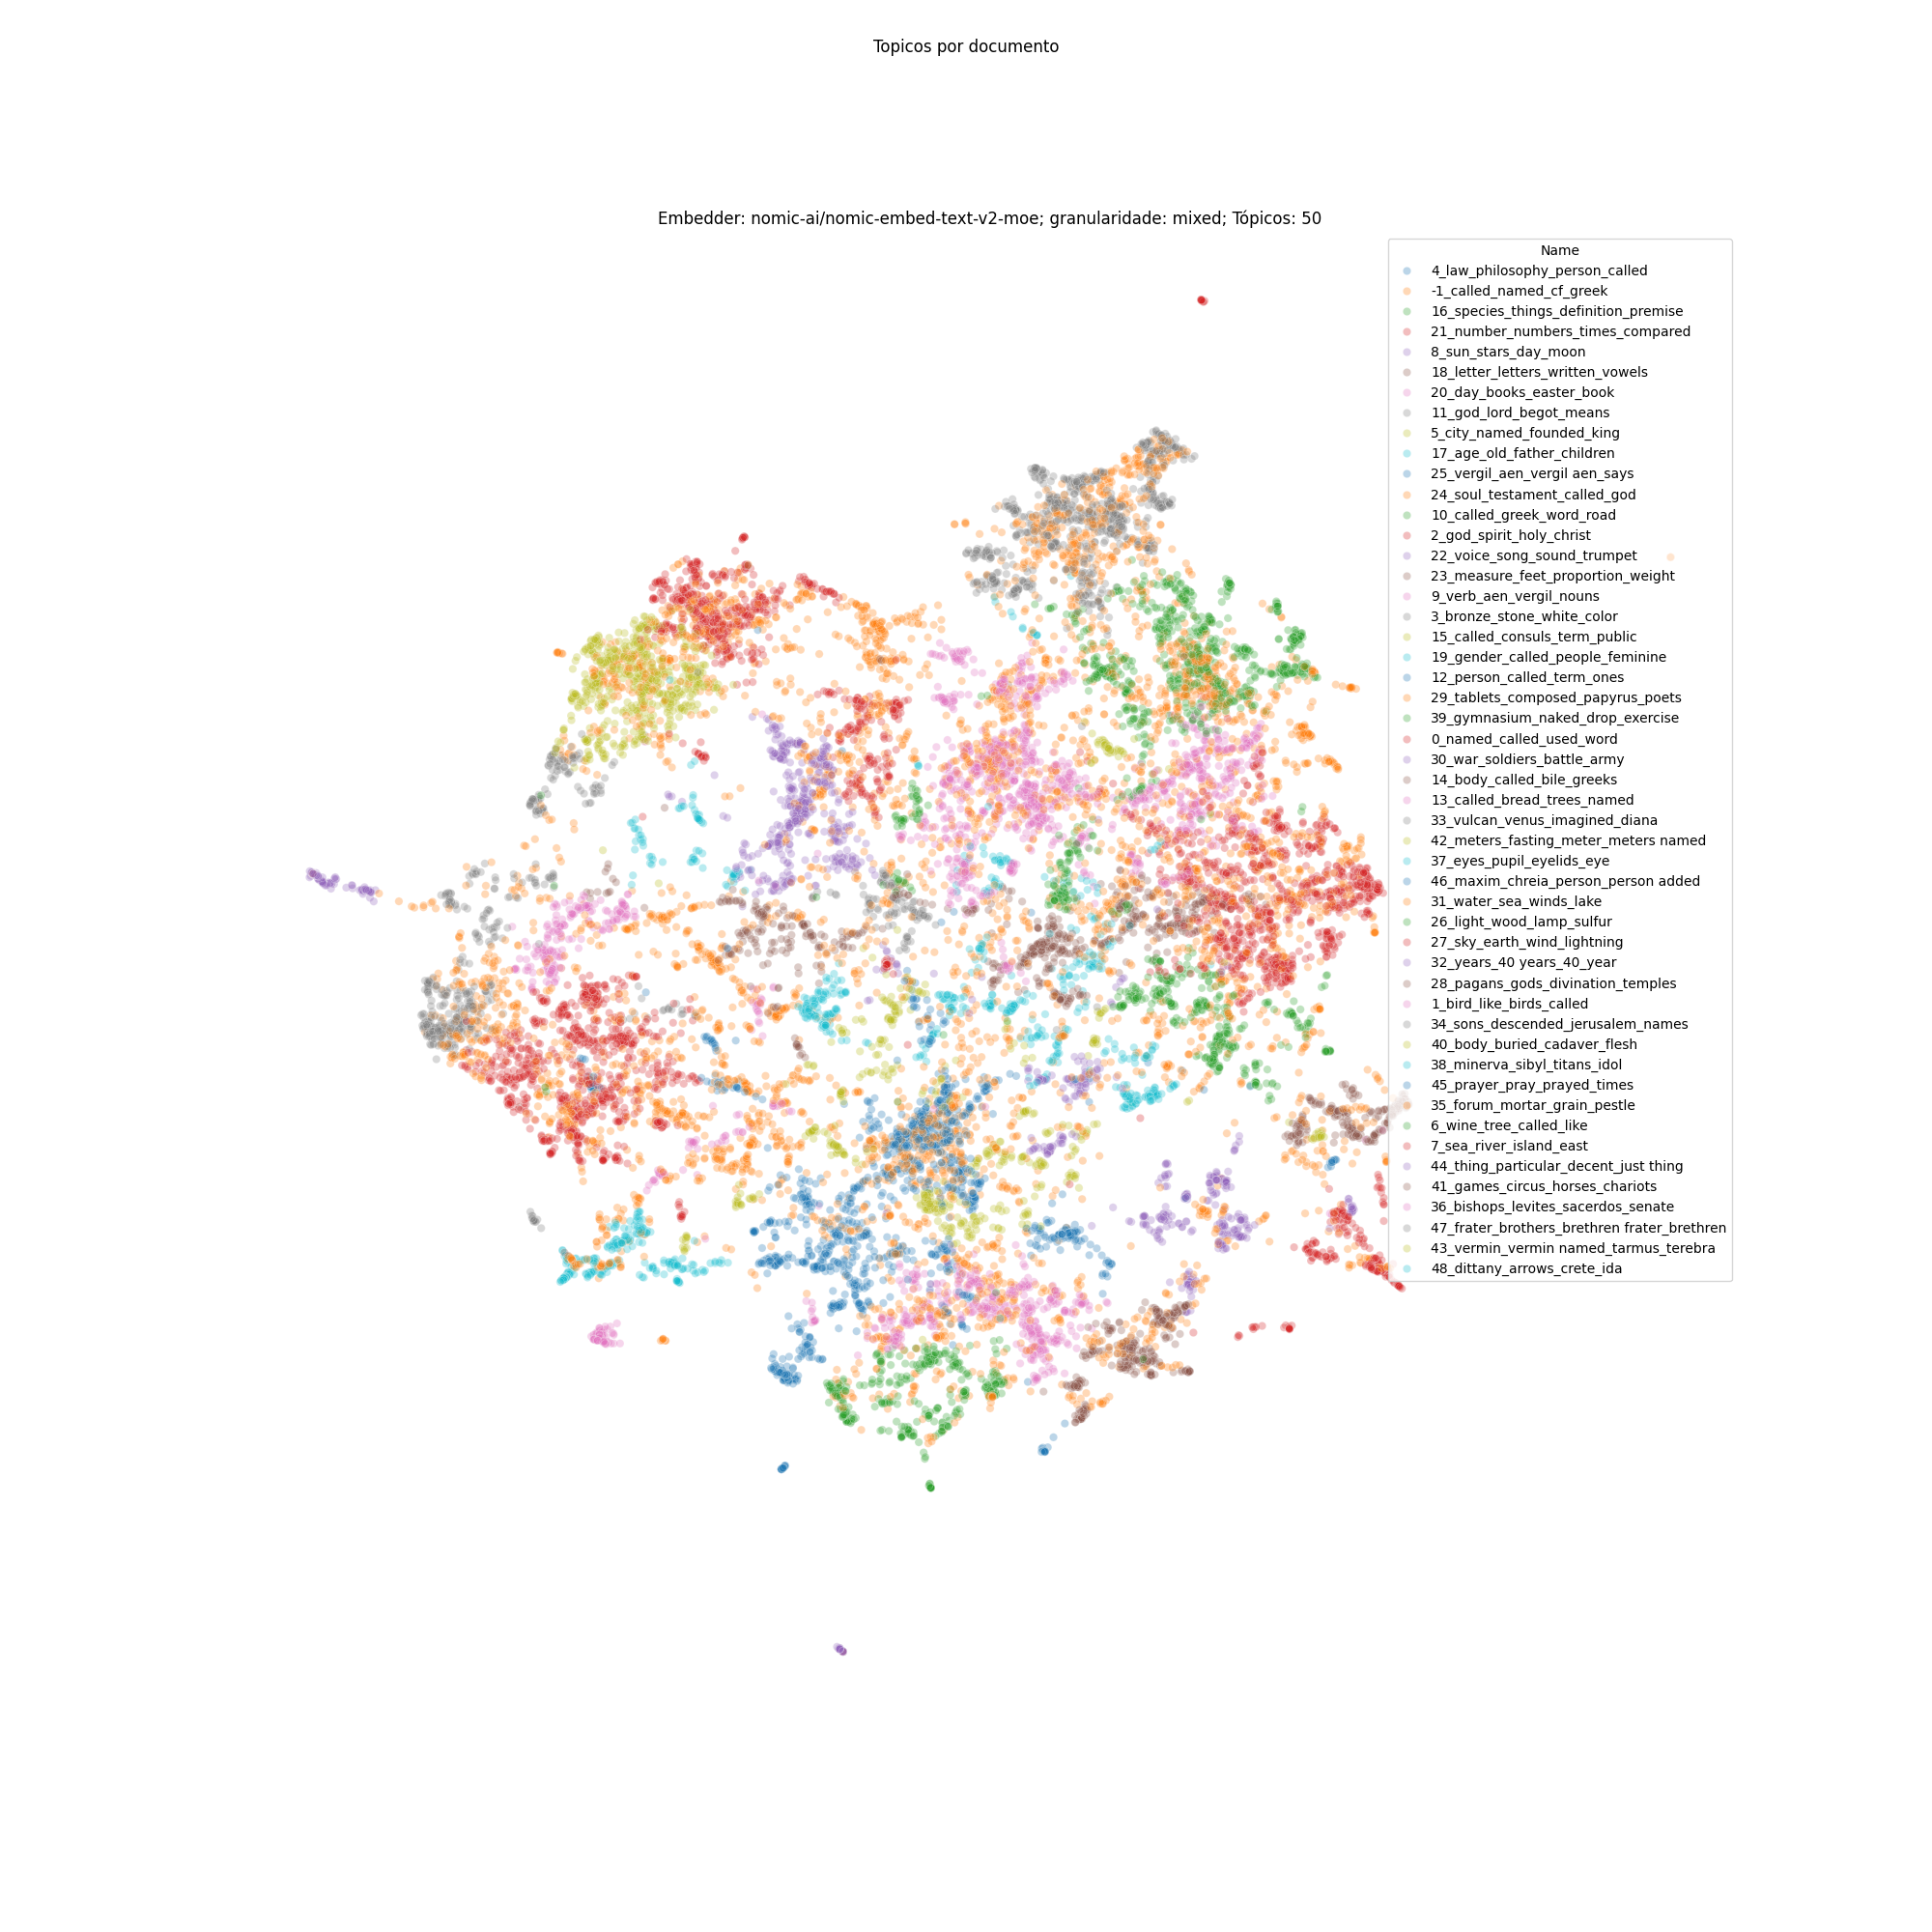 Topicos por documento
Embedder: nomic-ai/nomic-embed-text-v2-moe; granularidade: mixed; Tópicos: 50
Name
4_law_philosophy_person_called
-1_called_named_cf_greek
16_species_things_definition_premise
21_number_numbers_times_compared
8_sun_stars_day_moon
18_letter_letters_written_vowels
20_day_books_easter_book
11_god_lord_begot_means
5_city_named_founded_king
17_age_old_father_children
25_vergil_aen_vergil aen_says
24_soul_testament_called_god
10_called_greek_word_road
2_god_spirit_holy_christ
22_voice_song_sound_trumpet
23_measure_feet_proportion_weight
9_verb_aen_vergil_nouns
3_bronze_stone_white_color
15_called_consuls_term_public
19_gender_called_people_feminine
12_person_called_term_ones
29_tablets_composed_papyrus_poets
39_gymnasium_naked_drop_exercise
0_named_called_used_word
30_war_soldiers_battle_army
14_body_called_bile_greeks
13_called_bread_trees_named
33_vulcan_venus_imagined_diana
42_meters_fasting_meter_meters named
37_eyes_pupil_eyelids_eye
46_maxim_chreia_person_person added
31_water_sea_winds_lake
26_light_wood_lamp_sulfur
27_sky_earth_wind_lightning
32_years_40 years_40_year
28_pagans_gods_divination_temples
1_bird_like_birds_called
34_sons_descended_jerusalem_names
40_body_buried_cadaver_flesh
38_minerva_sibyl_titans_idol
45_prayer_pray_prayed_times
35_forum_mortar_grain_pestle
6_wine_tree_called_like
7_sea_river_island_east
44_thing_particular_decent_just thing
41_games_circus_horses_chariots
36_bishops_levites_sacerdos_senate
47_frater_brothers_brethren frater_brethren
43_vermin_vermin named_tarmus_terebra
48_dittany_arrows_crete_ida